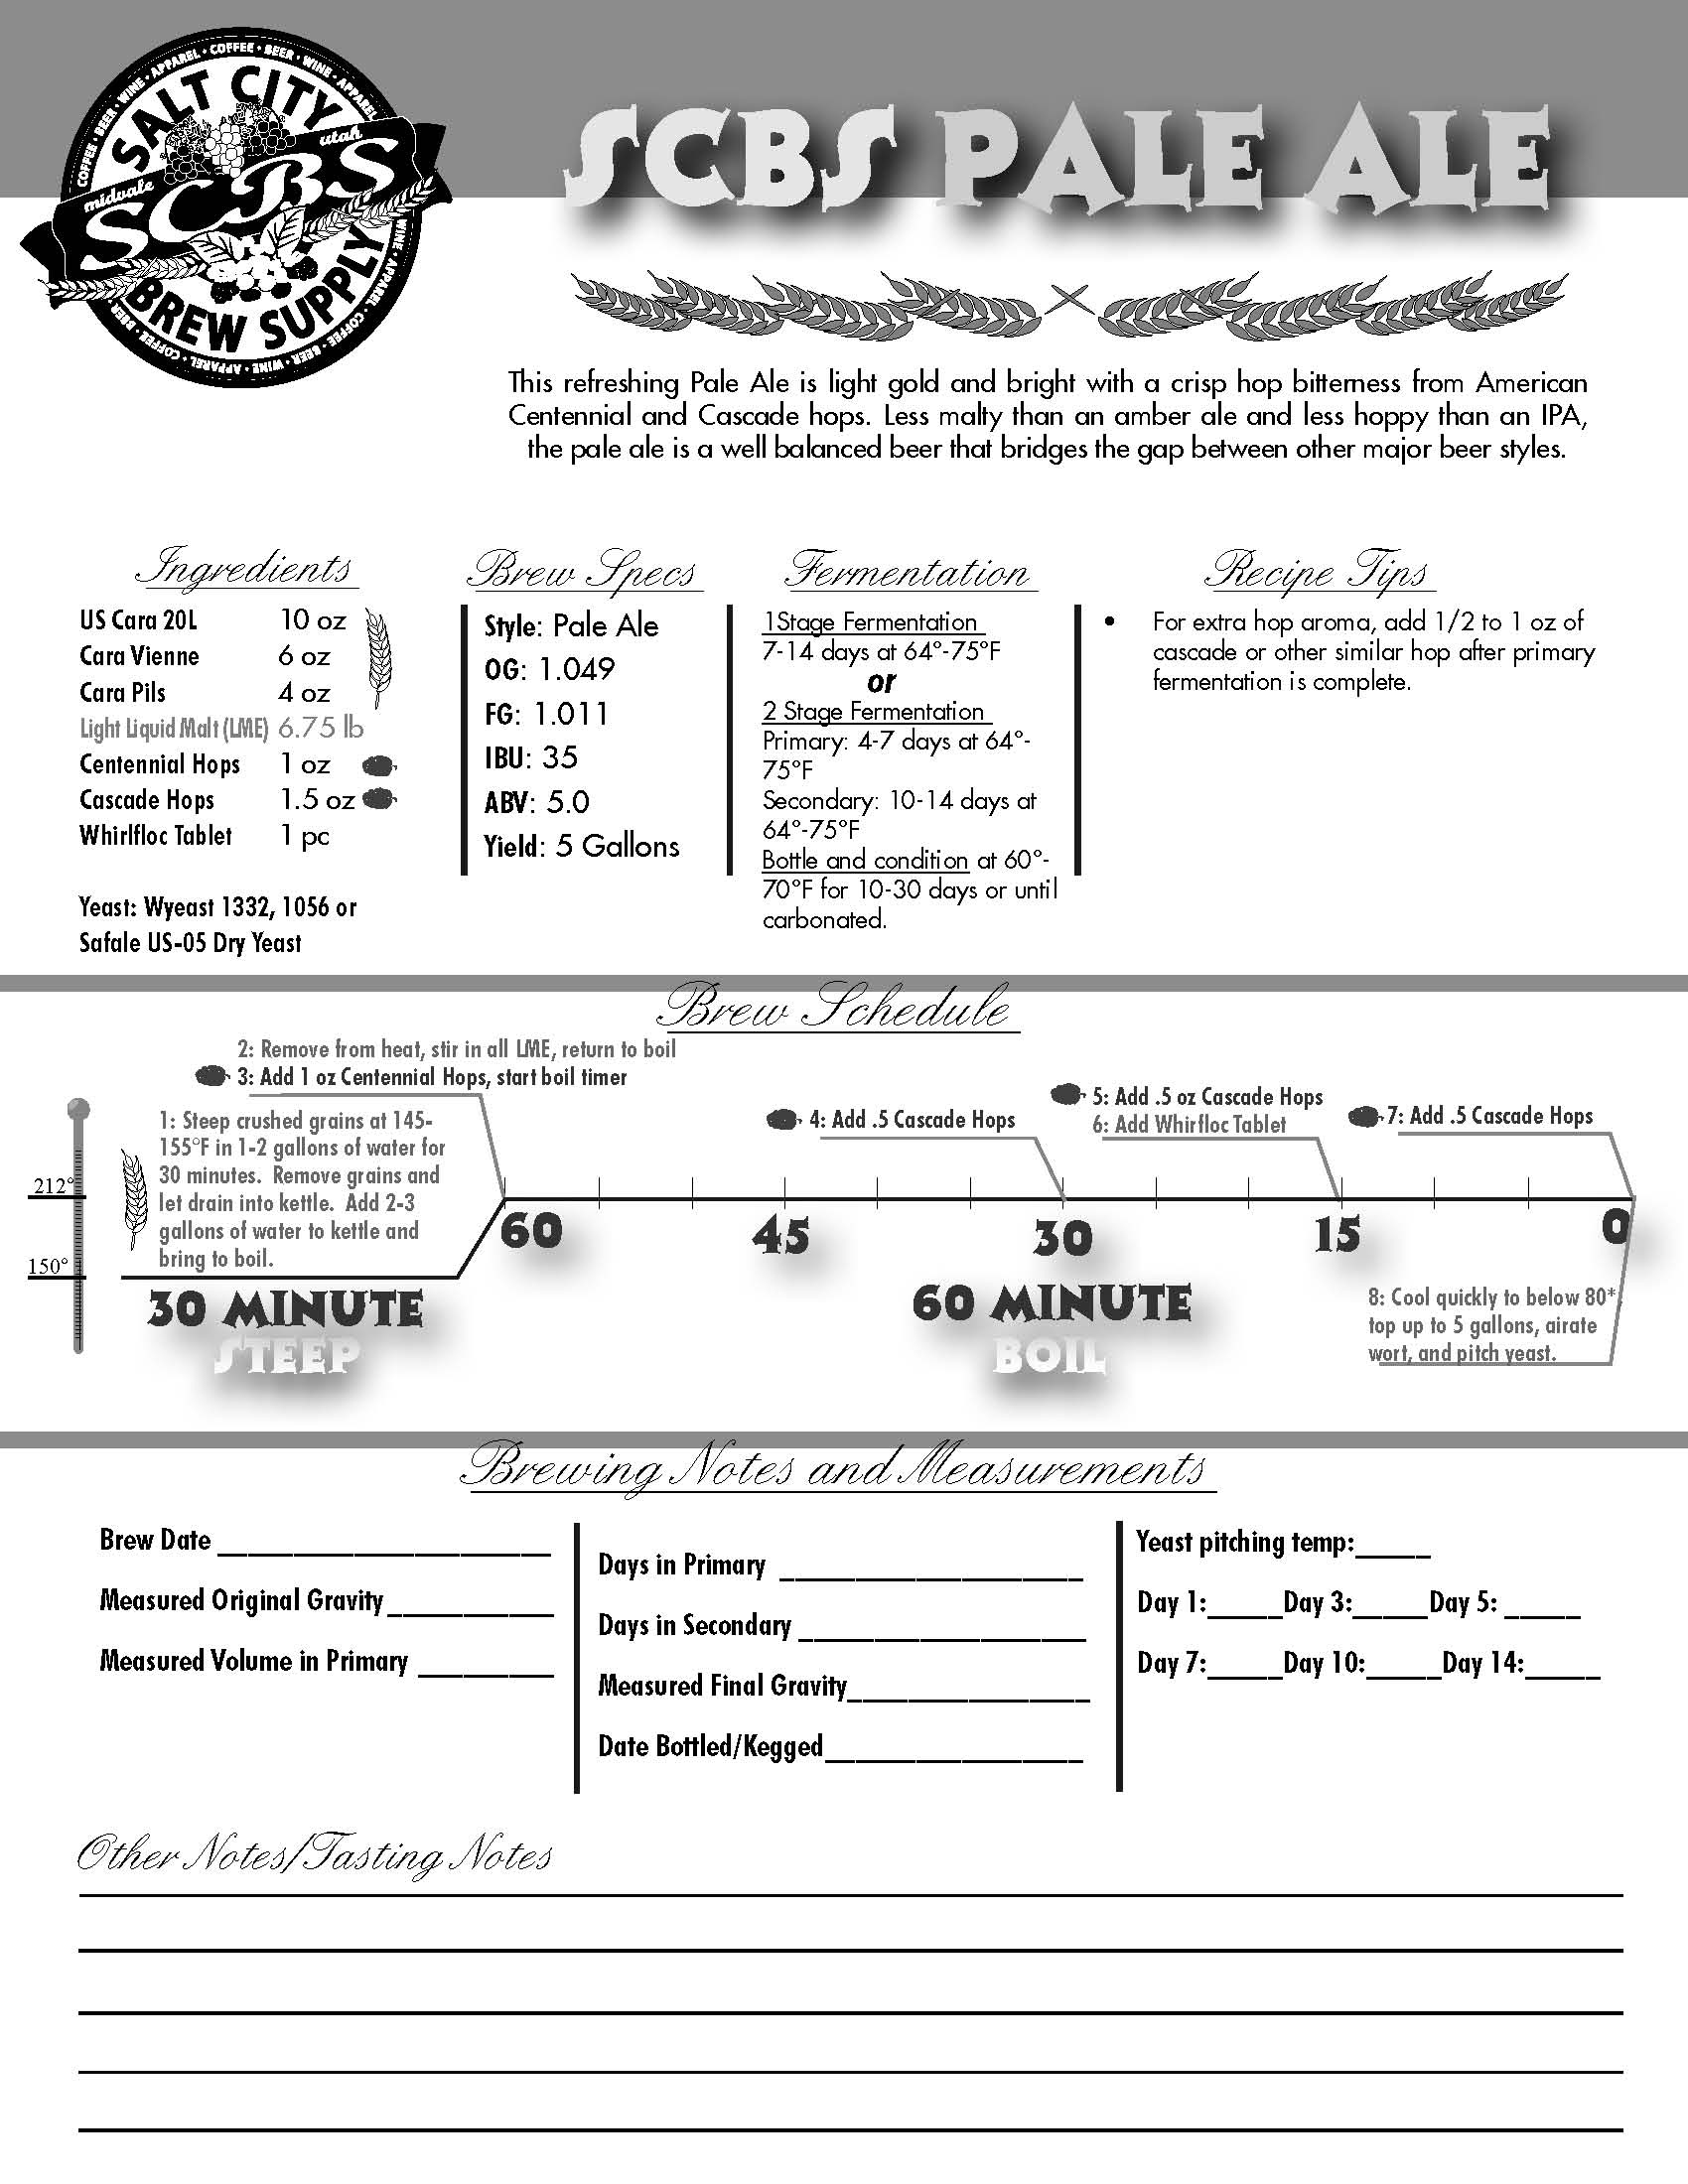 COFFEE • BEER • WINE • APPAREL • COFFEE • BEER • WINE • APPAREL
SALT CITY
midvale
utah
SCBS
BREW SUPPLY
WINE • APPAREL • COFFEE • BEER • WINE • APPAREL • COFFEE • BEER
SCBS PALE ALE
This refreshing Pale Ale is light gold and bright with a crisp hop bitterness from American
Centennial and Cascade hops. Less malty than an amber ale and less hoppy than an IPA,
the pale ale is a well balanced beer that bridges the gap between other major beer styles.
Ingredients
US Cara 20L 10 oz
Cara Vienne 6 oz
Cara Pils 4 oz
Light Liquid Malt (LME) 6.75 lb
Centennial Hops 1 oz
Cascade Hops 1.5 oz
Whirlfloc Tablet 1 pc
Yeast: Wyeast 1332, 1056 or
Safale US-05 Dry Yeast
Brew Specs
Style: Pale Ale
OG: 1.049
FG: 1.011
IBU: 35
ABV: 5.0
Yield: 5 Gallons
Fermentation
1Stage Fermentation
7-14 days at 64°-75°F
or
2 Stage Fermentation
Primary: 4-7 days at 64°-
75°F
Secondary: 10-14 days at
64°-75°F
Bottle and condition at 60°-
70°F for 10-30 days or until
carbonated.
Recipe Tips
• For extra hop aroma, add 1/2 to 1 oz of
cascade or other similar hop after primary
fermentation is complete.
Brew Schedule
2: Remove from heat, stir in all LME, return to boil
3: Add 1 oz Centennial Hops, start boil timer
1: Steep crushed grains at 145-
155°F in 1-2 gallons of water for
30 minutes. Remove grains and
let drain into kettle. Add 2-3
gallons of water to kettle and
bring to boil.
212°
150°
4: Add .5 Cascade Hops
5: Add .5 oz Cascade Hops
6: Add Whirfloc Tablet
7: Add .5 Cascade Hops
60 45 30 15 0
30 MINUTE
STEEP
60 MINUTE
BOIL
8: Cool quickly to below 80*
top up to 5 gallons, airate
wort, and pitch yeast.
Brewing Notes and Measurements
Brew Date ______________________
Measured Original Gravity___________
Measured Volume in Primary _________
Days in Primary ____________________
Days in Secondary ___________________
Measured Final Gravity________________
Date Bottled/Kegged_________________
Yeast pitching temp:_____
Day 1:_____Day 3:_____Day 5: _____
Day 7:_____Day 10:_____Day 14:_____
Other Notes/Tasting Notes